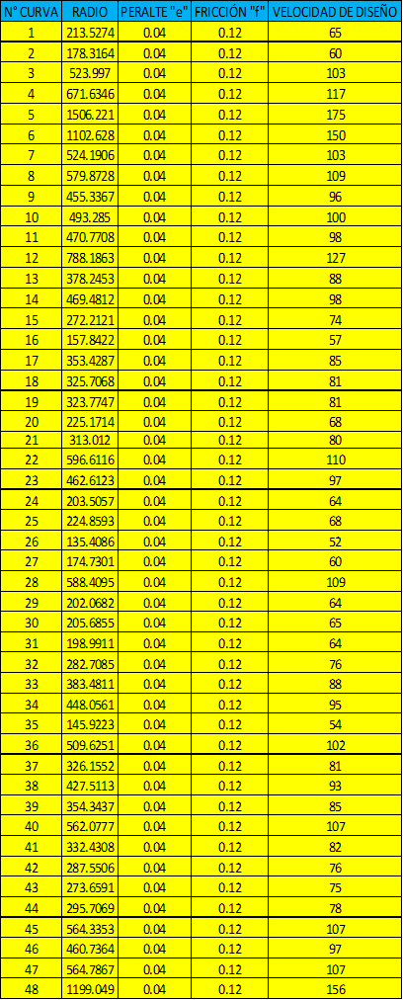 N° CURVA RADIO PERALTE "e" FRICCIÓN "f" VELOCIDAD DE DISEÑO
1 213.5274 0.04 0.12 65
2 178.3164 0.04 0.12 60
3 523.997 0.04 0.12 103
4 671.6346 0.04 0.12 117
5 1506.221 0.04 0.12 175
6 1102.628 0.04 0.12 150
7 524.1906 0.04 0.12 103
8 579.8728 0.04 0.12 109
9 455.3367 0.04 0.12 96
10 493.285 0.04 0.12 100
11 470.7708 0.04 0.12 98
12 788.1863 0.04 0.12 127
13 378.2453 0.04 0.12 88
14 469.4812 0.04 0.12 98
15 272.2121 0.04 0.12 74
16 157.8422 0.04 0.12 57
17 353.4287 0.04 0.12 85
18 325.7068 0.04 0.12 81
19 323.7747 0.04 0.12 81
20 225.1714 0.04 0.12 68
21 313.012 0.04 0.12 80
22 596.6116 0.04 0.12 110
23 462.6123 0.04 0.12 97
24 203.5057 0.04 0.12 64
25 224.8593 0.04 0.12 68
26 135.4086 0.04 0.12 52
27 174.7301 0.04 0.12 60
28 588.4095 0.04 0.12 109
29 202.0682 0.04 0.12 64
30 205.6855 0.04 0.12 65
31 198.9911 0.04 0.12 64
32 282.7085 0.04 0.12 76
33 383.4811 0.04 0.12 88
34 448.0561 0.04 0.12 95
35 145.9223 0.04 0.12 54
36 509.6251 0.04 0.12 102
37 326.1552 0.04 0.12 81
38 427.5113 0.04 0.12 93
39 354.3437 0.04 0.12 85
40 562.0777 0.04 0.12 107
41 332.4308 0.04 0.12 82
42 287.5506 0.04 0.12 76
43 273.6591 0.04 0.12 75
44 295.7069 0.04 0.12 78
45 564.3353 0.04 0.12 107
46 460.7364 0.04 0.12 97
47 564.7867 0.04 0.12 107
48 1199.049 0.04 0.12 156